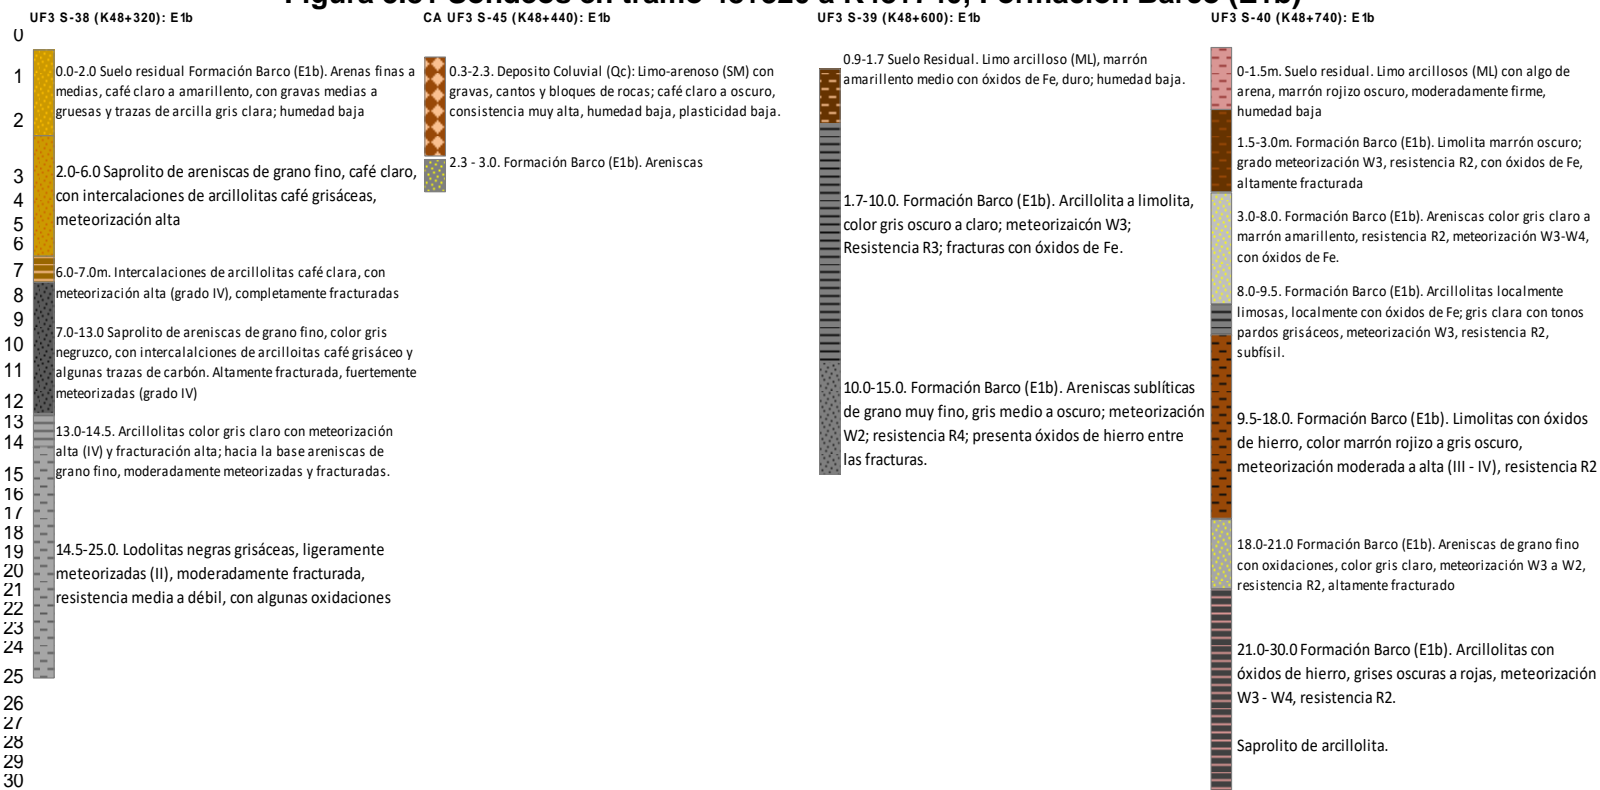 UF3 S-38 (K48+320): E1b
CA UF3 S-45 (K48+440): E1b
UF3 S-39 (K48+600): E1b
UF3 S-40 (K48+740): E1b
0
1
2
3
4
5
6
7
8
9
10
11
12
13
14
15
16
17
18
19
20
21
22
23
24
25
26
27
28
29
30
0.0-2.0 Suelo residual Formación Barco (E1b). Arenas finas a
medias, café claro a amarillento, con gravas medias a
gruesas y trazas de arcilla gris clara; humedad baja
2.0-6.0 Saprolito de areniscas de grano fino, café claro,
con intercalaciones de arcillolitas café grisáceas,
meteorización alta
6.0-7.0m. Intercalaciones de arcillolitas café clara, con
meteorización alta (grado IV), completamente fracturadas
7.0-13.0 Saprolito de areniscas de grano fino, color gris
negruzco, con intercalalciones de arcilloitas café grisáceo y
algunas trazas de carbón. Altamente fracturada, fuertemente
meteorizadas (grado IV)
13.0-14.5. Arcillolitas color gris claro con meteorización
alta (IV) y fracturación alta; hacia la base areniscas de
grano fino, moderadamente meteorizadas y fracturadas.
14.5-25.0. Lodolitas negras grisáceas, ligeramente
meteorizadas (II), moderadamente fracturada,
resistencia media a débil, con algunas oxidaciones
0.3-2.3. Deposito Coluvial (Qc): Limo-arenoso (SM) con
gravas, cantos y bloques de rocas; café claro a oscuro,
consistencia muy alta, humedad baja, plasticidad baja.
2.3 - 3.0. Formación Barco (E1b). Areniscas
0.9-1.7 Suelo Residual. Limo arcilloso (ML), marrón
amarillento medio con óxidos de Fe, duro; humedad baja.
1.7-10.0. Formación Barco (E1b). Arcillolita a limolita,
color gris oscuro a claro; meteorizaicón W3;
Resistencia R3; fracturas con óxidos de Fe.
10.0-15.0. Formación Barco (E1b). Areniscas sublíticas
de grano muy fino, gris medio a oscuro; meteorización
W2; resistencia R4; presenta óxidos de hierro entre
las fracturas.
0-1.5m. Suelo residual. Limo arcillosos (ML) con algo de
arena, marrón rojizo oscuro, moderadamente firme,
humedad baja
1.5-3.0m. Formación Barco (E1b). Limolita marrón oscuro;
grado meteorización W3, resistencia R2, con óxidos de Fe,
altamente fracturada
3.0-8.0. Formación Barco (E1b). Areniscas color gris claro a
marrón amarillento, resistencia R2, meteorización W3-W4,
con óxidos de Fe.
8.0-9.5. Formación Barco (E1b). Arcillolitas localmente
limosas, localmente con óxidos de Fe; gris clara con tonos
pardos grisáceos, meteorización W3, resistencia R2,
subfísil.
9.5-18.0. Formación Barco (E1b). Limolitas con óxidos
de hierro, color marrón rojizo a gris oscuro,
meteorización moderada a alta (III - IV), resistencia R2
18.0-21.0 Formación Barco (E1b). Areniscas de grano fino
con oxidaciones, color gris claro, meteorización W3 a W2,
resistencia R2, altamente fracturado
21.0-30.0 Formación Barco (E1b). Arcillolitas con
óxidos de hierro, grises oscuras a rojas, meteorización
W3 - W4, resistencia R2.
Saprolito de arcillolita.